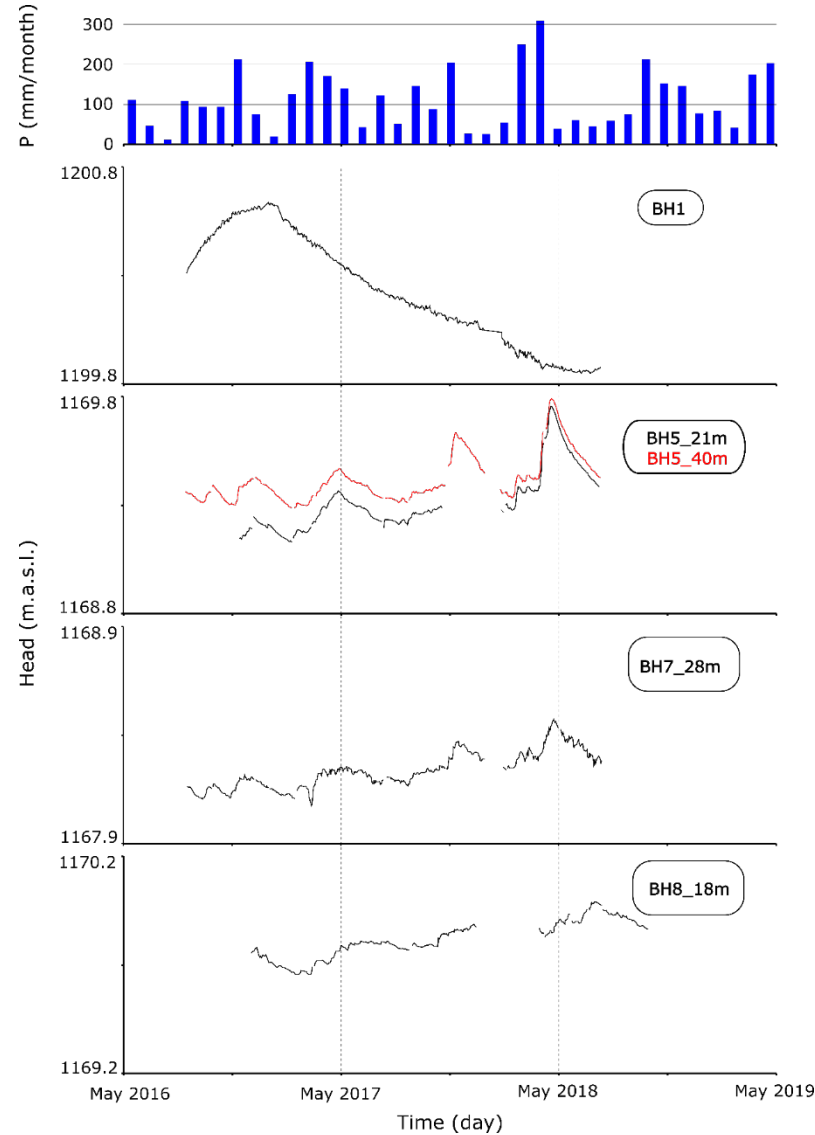 P (mm/month)
300
200
100
0
1200.8
BH1
1199.8
1169.8
BH5_21m
BH5_40m
1168.8
Head (m.a.s.l.)
1168.9
BH7_28m
1167.9
1170.2
BH8_18m
1169.2
May 2016 May 2017 May 2018 May 2019
Time (day)